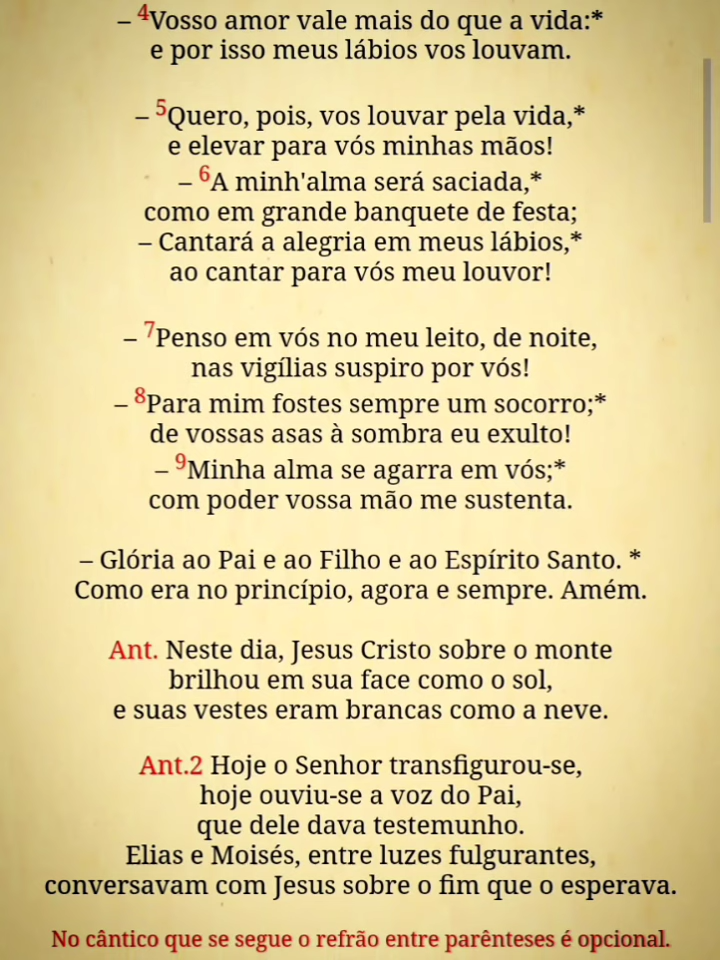 – 4Vosso amor vale mais do que a vida:*
e por isso meus lábios vos louvam.
– 5Quero, pois, vos louvar pela vida,*
e elevar para vós minhas mãos!
– 6A minh'alma será saciada,*
como em grande banquete de festa;
– Cantará a alegria em meus lábios,*
ao cantar para vós meu louvor!
– 7Penso em vós no meu leito, de noite,
nas vigílias suspiro por vós!
– 8Para mim fostes sempre um socorro;*
de vossas asas à sombra eu exulto!
– 9Minha alma se agarra em vós;*
com poder vossa mão me sustenta.
– Glória ao Pai e ao Filho e ao Espírito Santo. *
Como era no princípio, agora e sempre. Amém.
Ant. Neste dia, Jesus Cristo sobre o monte
brilhou em sua face como o sol,
e suas vestes eram brancas como a neve.
Ant.2 Hoje o Senhor transfigurou-se,
hoje ouviu-se a voz do Pai,
que dele dava testemunho.
Elias e Moisés, entre luzes fulgurantes,
conversavam com Jesus sobre o fim que o esperava.
No cântico que se segue o refrão entre parênteses é opcional.